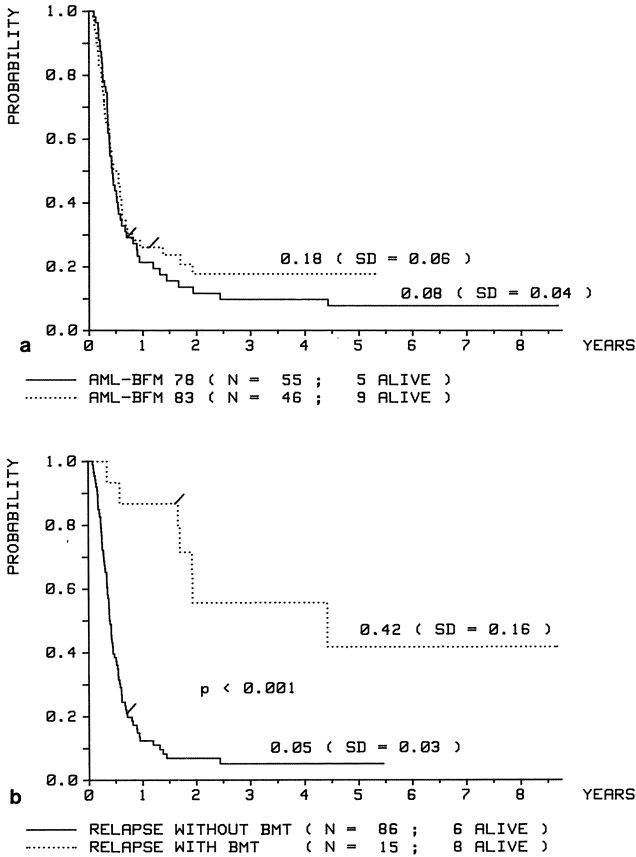 PROBABILITY
1.0
0.8
0.6
0.4
0.2
0.0
0.18 ( SD = 0.06 )
0.08 ( SD = 0.04 )
0 1 2 3 4 5 6 7 8 YEARS
a
AML-BFM 78 ( N = 55 ; 5 ALIVE )
AML-BFM 83 ( N = 46 ; 9 ALIVE )
PROBABILITY
1.0
0.8
0.6
0.4
0.2
0.0
0.42 ( SD = 0.16 )
p < 0.001
0.05 ( SD = 0.03 )
0 1 2 3 4 5 6 7 8 YEARS
b
RELAPSE WITHOUT BMT ( N = 86 ; 6 ALIVE )
RELAPSE WITH BMT ( N = 15 ; 8 ALIVE )